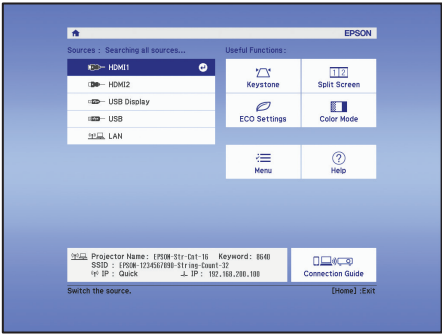 EPSON
Sources : Searching all sources...
Useful Functions:
HDMI1
HDMI2
USB Display
USB
LAN
Keystone
1 2
Split Screen
ECO Settings
Color Mode
Menu
?
Help
Projector Name: EPSON-Str-Cnt-16 Keyword: 8640
SSID : EPSON-1234567890-String-Count-32
IP : Quick IP : 192.168.200.100
Connection Guide
Switch the source.
[Home] :Exit